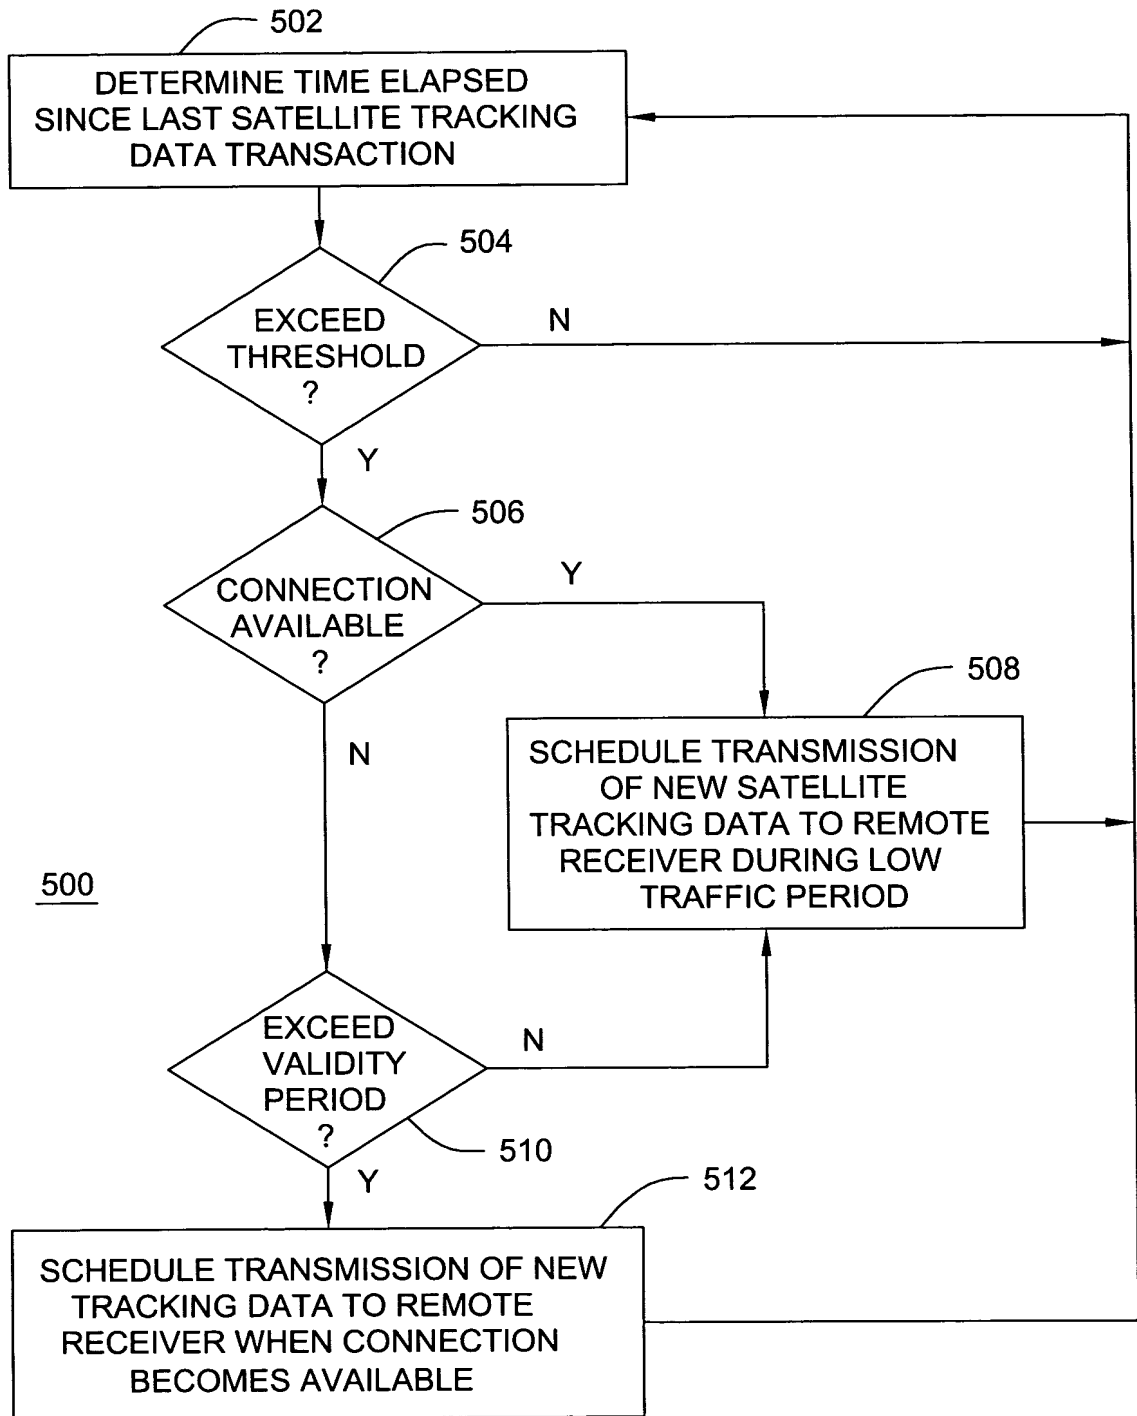 502
DETERMINE TIME ELAPSED
SINCE LAST SATELLITE TRACKING
DATA TRANSACTION
504
EXCEED
THRESHOLD
?
N
Y
506
CONNECTION
AVAILABLE
?
Y
N
508
SCHEDULE TRANSMISSION
OF NEW SATELLITE
TRACKING DATA TO REMOTE
RECEIVER DURING LOW
TRAFFIC PERIOD
500
EXCEED
VALIDITY
PERIOD
?
N
510
Y
512
SCHEDULE TRANSMISSION OF NEW
TRACKING DATA TO REMOTE
RECEIVER WHEN CONNECTION
BECOMES AVAILABLE